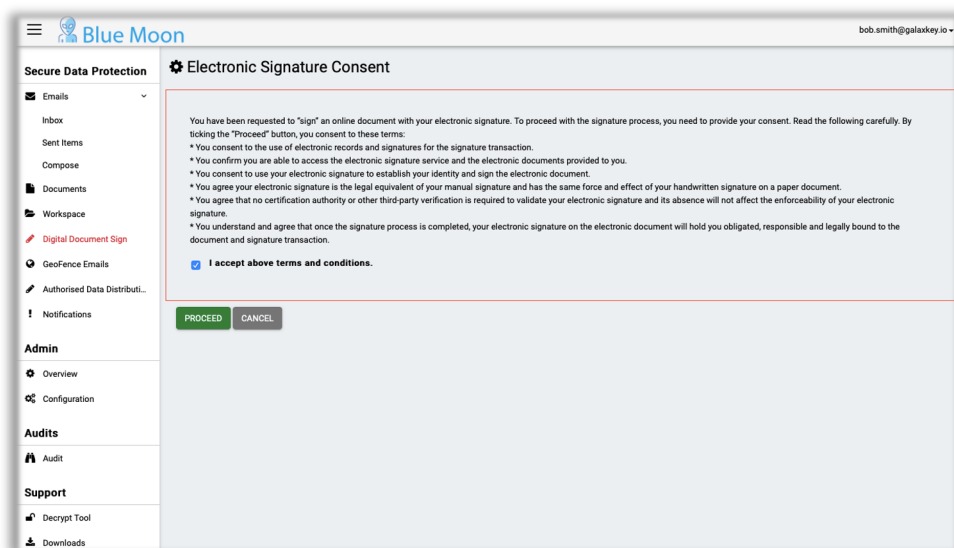 Blue Moon
bob.smith@galaxkey.io
Secure Data Protection
Emails
Inbox
Sent Items
Compose
Documents
Workspace
Digital Document Sign
GeoFence Emails
Authorised Data Distributi...
Notifications
Admin
Overview
Configuration
Audits
Audit
Support
Decrypt Tool
Downloads
Electronic Signature Consent
You have been requested to "sign" an online document with your electronic signature. To proceed with the signature process, you need to provide your consent. Read the following carefully. By
ticking the "Proceed" button, you consent to these terms:
* You consent to the use of electronic records and signatures for the signature transaction.
* You confirm you are able to access the electronic signature service and the electronic documents provided to you.
* You consent to use your electronic signature to establish your identity and sign the electronic document.
* You agree your electronic signature is the legal equivalent of your manual signature and has the same force and effect of your handwritten signature on a paper document.
* You agree that no certification authority or other third-party verification is required to validate your electronic signature and its absence will not affect the enforceability of your electronic
signature.
* You understand and agree that once the signature process is completed, your electronic signature on the electronic document will hold you obligated, responsible and legally bound to the
document and signature transaction.
I accept above terms and conditions.
PROCEED
CANCEL